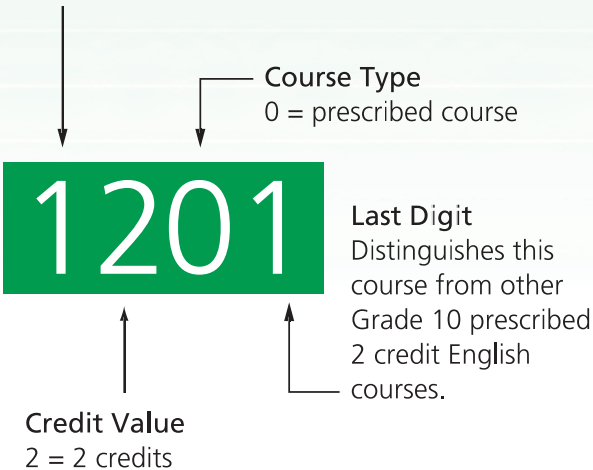 Course Type
0 = prescribed course
1201
Last Digit
Distinguishes this
course from other
Grade 10 prescribed
2 credit English
courses.
Credit Value
2 = 2 credits